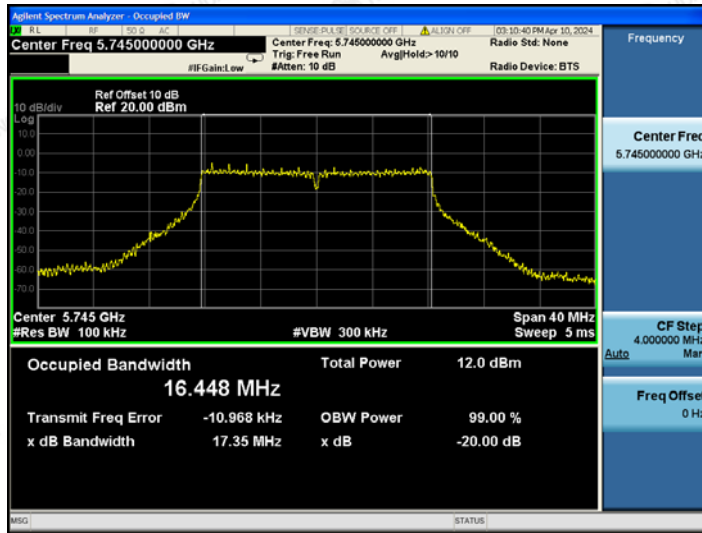 Agilent Spectrum Analyzer - Occupied BW
RL RF 50 Ω AC SENSE:PULSE SOURCE OFF ALIGN OFF 03:10:40 PM Apr 10, 2024
Center Freq 5.745000000 GHz Center Freq: 5.745000000 GHz Radio Std: None
Trig: Free Run Avg|Hold:> 10/10
#IFGain:Low #Atten: 10 dB Radio Device: BTS
Ref Offset 10 dB
10 dB/div Ref 20.00 dBm
Log
10.0
0.00
-10.0
-20.0
-30.0
-40.0
-50.0
-60.0
-70.0
Center 5.745 GHz Span 40 MHz
#Res BW 100 kHz #VBW 300 kHz Sweep 5 ms
Occupied Bandwidth Total Power 12.0 dBm
16.448 MHz
Transmit Freq Error -10.968 kHz OBW Power 99.00 %
x dB Bandwidth 17.35 MHz x dB -20.00 dB
MSG STATUS
Frequency
Center Freq
5.745000000 GHz
CF Step
4.000000 MHz
Auto Man
Freq Offset
0 Hz